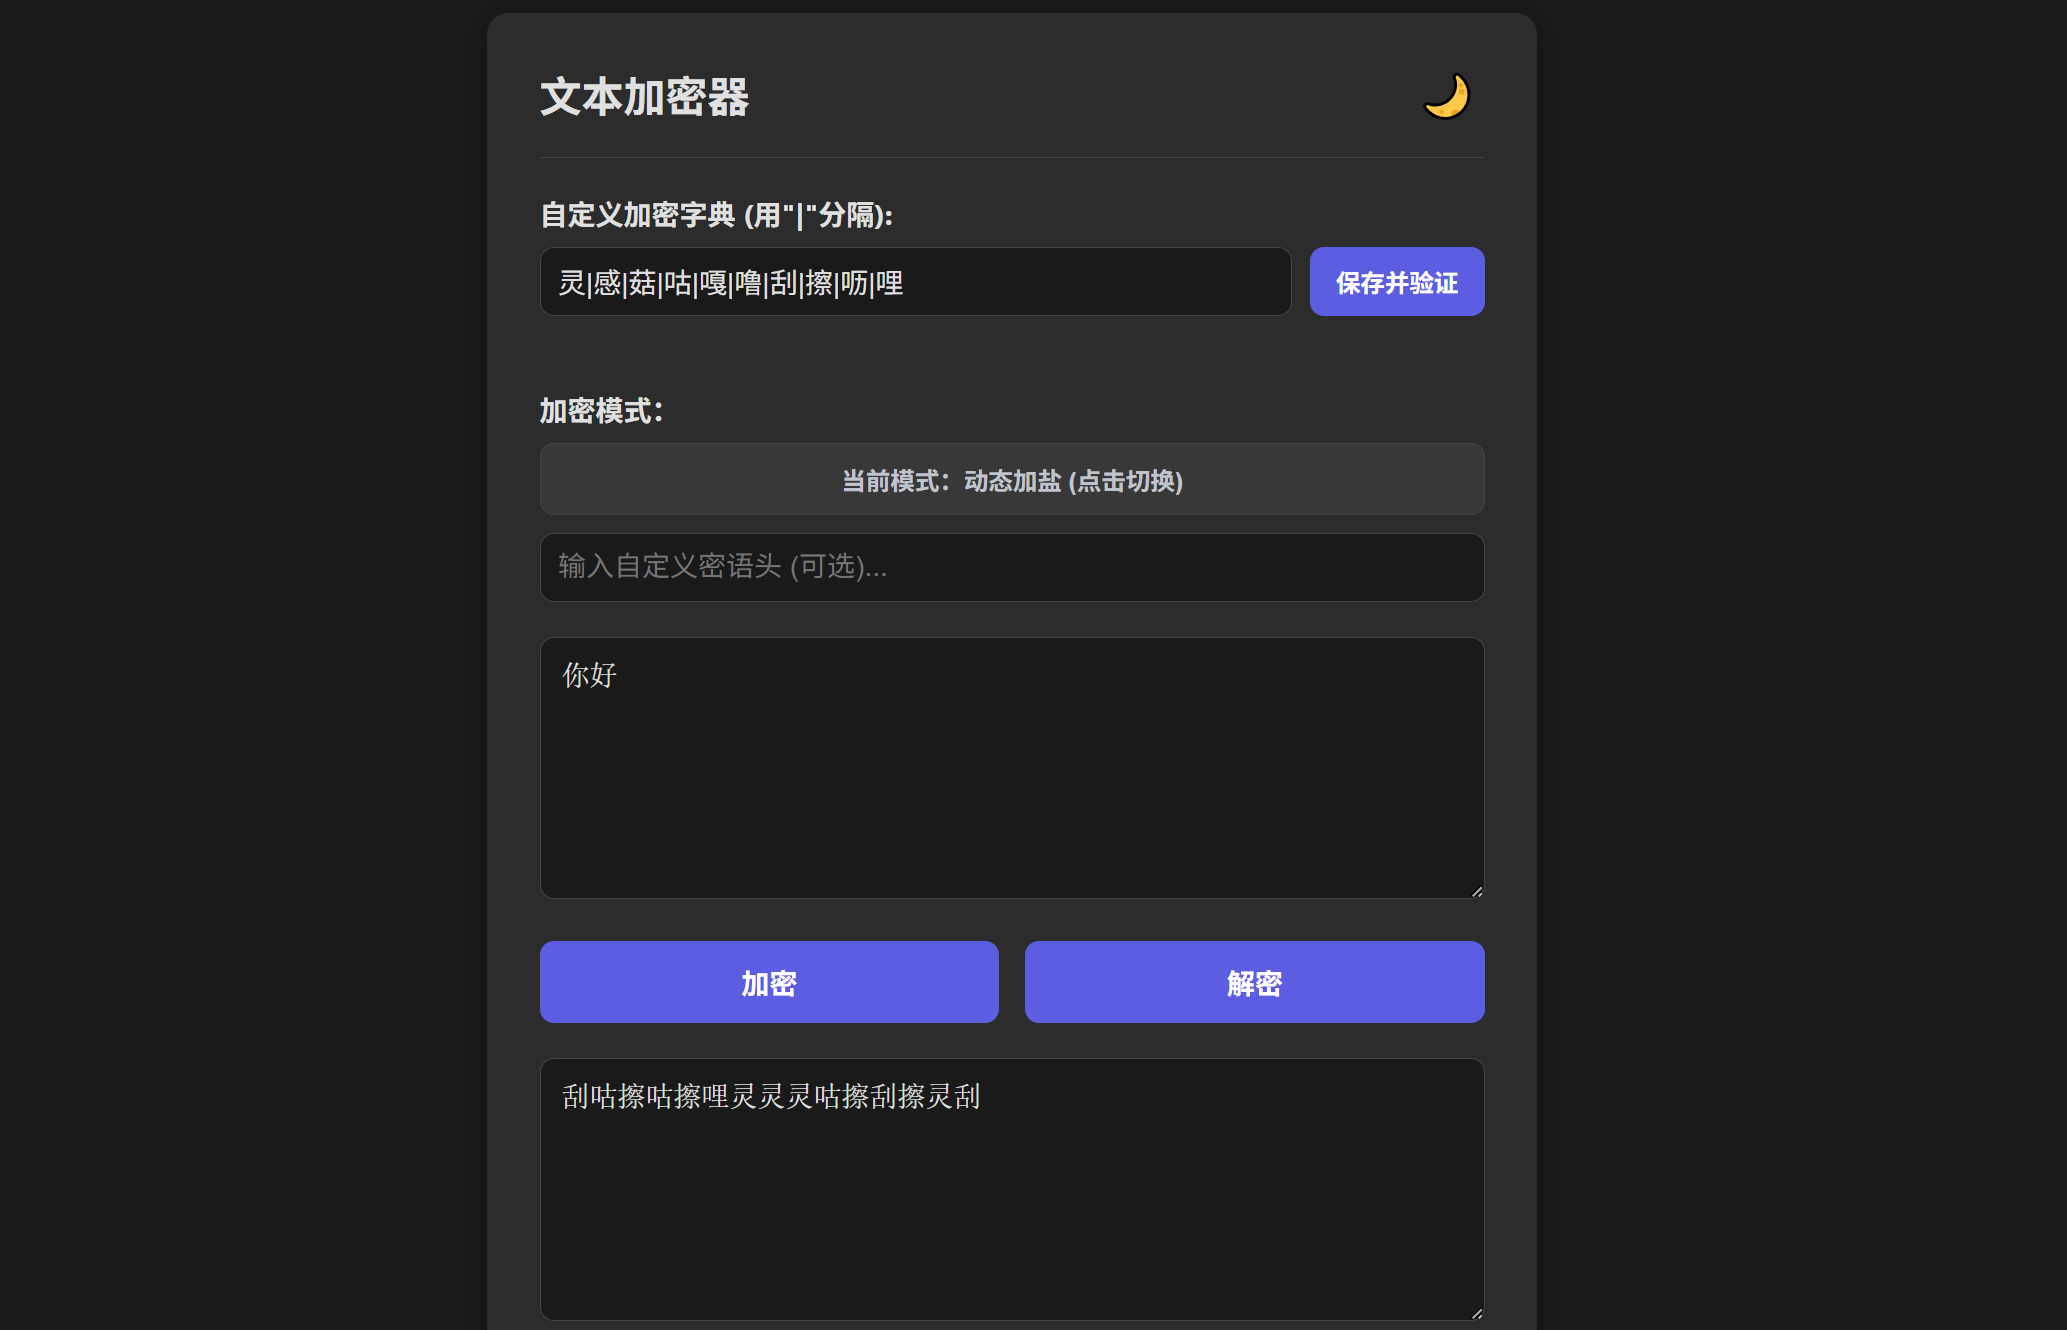 文本加密器
自定义加密字典 (用"|"分隔):
灵|感|菇|咕|嘎|噜|刮|擦|呖|哩
保存并验证
加密模式：
当前模式：动态加盐 (点击切换)
输入自定义密语头 (可选)...
你好
加密
解密
刮咕擦咕擦哩灵灵灵咕擦刮擦灵刮